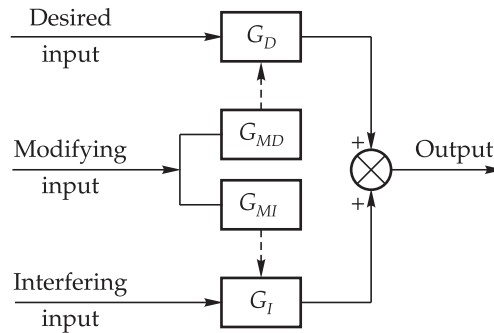 Desired
input
G_D
G_MD
Modifying
input
+
Output
G_MI
+
Interfering
input
G_I